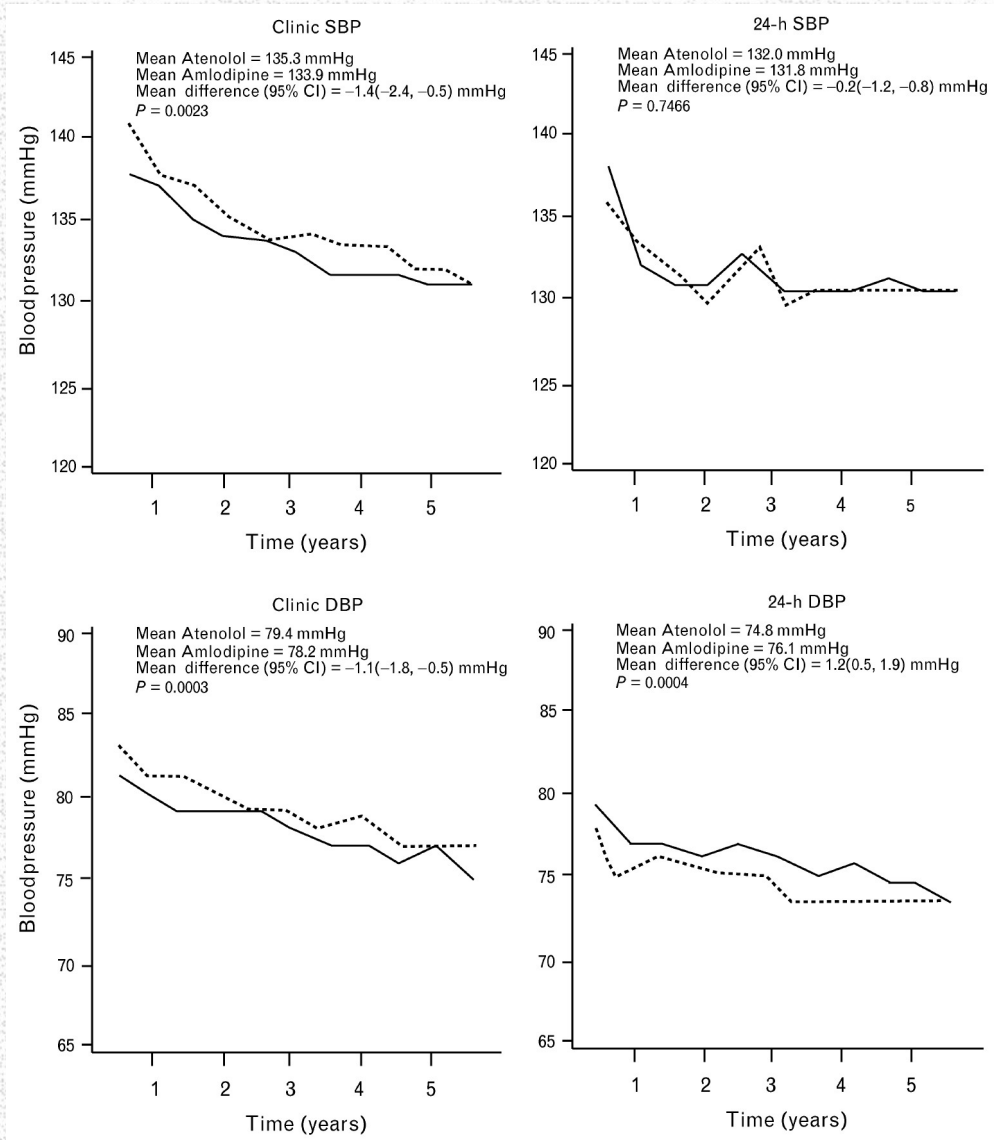 Clinic SBP
Mean Atenolol = 135.3 mmHg
Mean Amlodipine = 133.9 mmHg
Mean difference (95% CI) = −1.4(−2.4, −0.5) mmHg
P = 0.0023
145
140
135
130
125
120
Bloodpressure (mmHg)
1 2 3 4 5
Time (years)
24-h SBP
Mean Atenolol = 132.0 mmHg
Mean Amlodipine = 131.8 mmHg
Mean difference (95% CI) = −0.2(−1.2, −0.8) mmHg
P = 0.7466
145
140
135
130
125
120
1 2 3 4 5
Time (years)
Clinic DBP
Mean Atenolol = 79.4 mmHg
Mean Amlodipine = 78.2 mmHg
Mean difference (95% CI) = −1.1(−1.8, −0.5) mmHg
P = 0.0003
90
85
80
75
70
65
Bloodpressure (mmHg)
1 2 3 4 5
Time (years)
24-h DBP
Mean Atenolol = 74.8 mmHg
Mean Amlodipine = 76.1 mmHg
Mean difference (95% CI) = 1.2(0.5, 1.9) mmHg
P = 0.0004
90
85
80
75
70
65
1 2 3 4 5
Time (years)